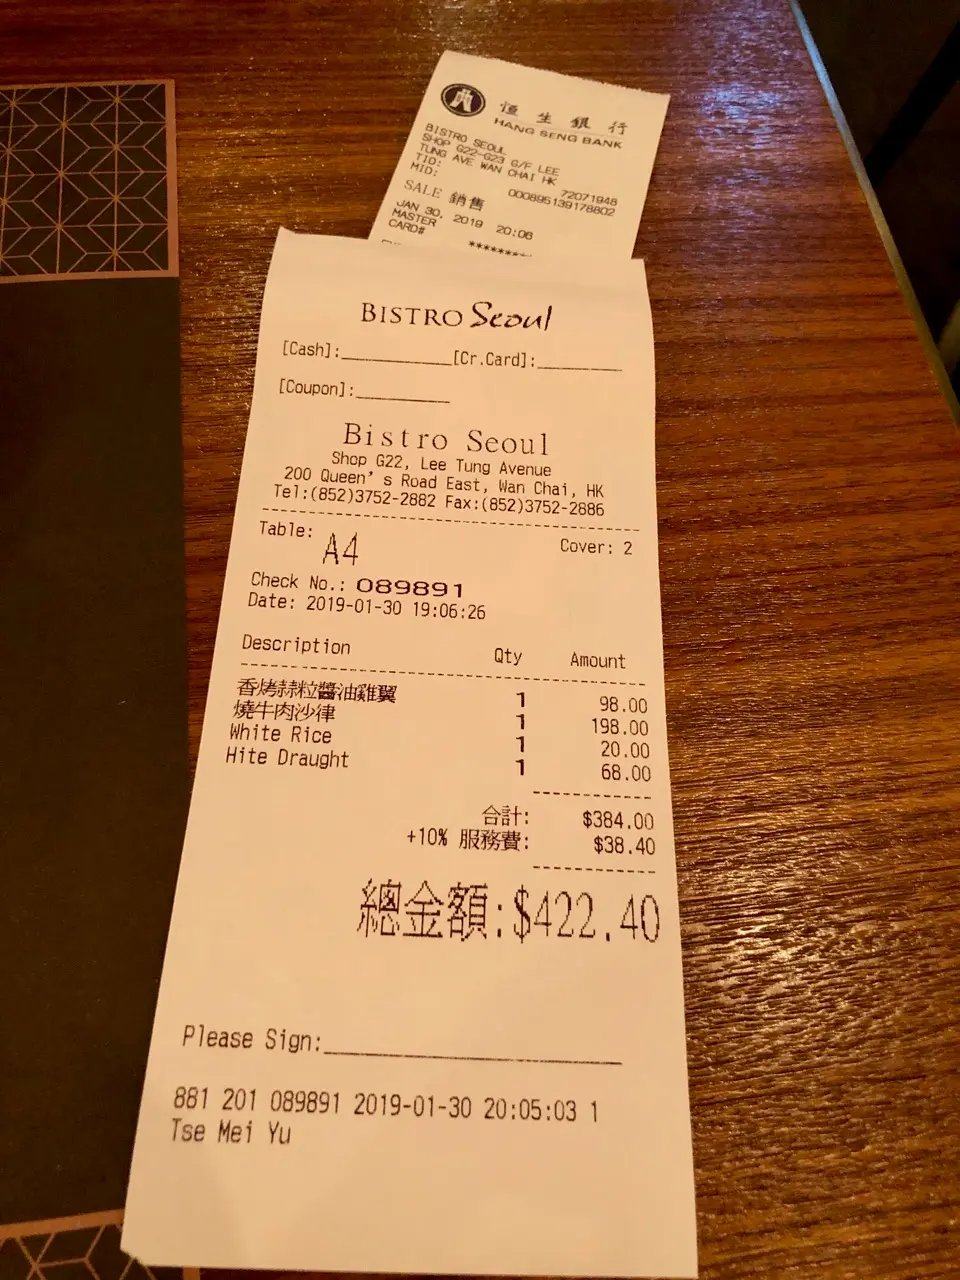 恒生銀行
HANG SENG BANK
BISTRO SEOUL
SHOP G22-G23 G/F LEE
TUNG AVE WAN CHAI HK
TID: 72071948
MID: 000895139178802
SALE 銷售
JAN 30, 2019 20:06
MASTER
CARD# ********
BISTRO Seoul
[Cash]:__________[Cr.Card]:________
[Coupon]:_________
Bistro Seoul
Shop G22, Lee Tung Avenue
200 Queen's Road East, Wan Chai, HK
Tel:(852)3752-2882 Fax:(852)3752-2886
Table: A4 Cover: 2
Check No.: 089891
Date: 2019-01-30 19:06:26
Description Qty Amount
香烤蒜粒醬油雞翼 1 98.00
燒牛肉沙律 1 198.00
White Rice 1 20.00
Hite Draught 1 68.00
合計: $384.00
+10% 服務費: $38.40
總金額:$422.40
Please Sign:____________________
881 201 089891 2019-01-30 20:05:03 1
Tse Mei Yu